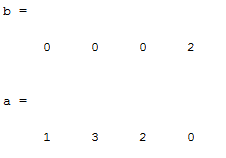 b =
0 0 0 2
a =
1 3 2 0